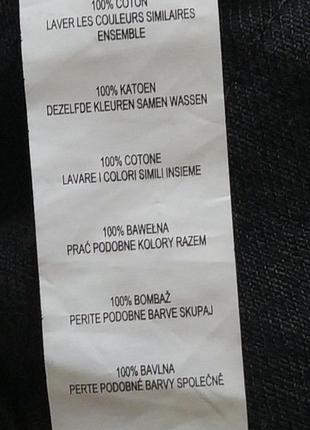 100% COTON
LAVER LES COULEURS SIMILAIRES
ENSEMBLE
100% KATOEN
DEZELFDE KLEUREN SAMEN WASSEN
100% COTONE
LAVARE I COLORI SIMILI INSIEME
100% BAWEŁNA
PRAĆ PODOBNE KOLORY RAZEM
100% BOMBAŽ
PERITE PODOBNE BARVE SKUPAJ
100% BAVLNA
PERTE PODOBNÉ BARVY SPOLEČNĚ